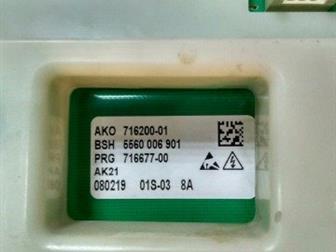 AKO 716200-01
BSH 5560 006 901
PRG 716677-00
AK21
080219 01S-03 8A